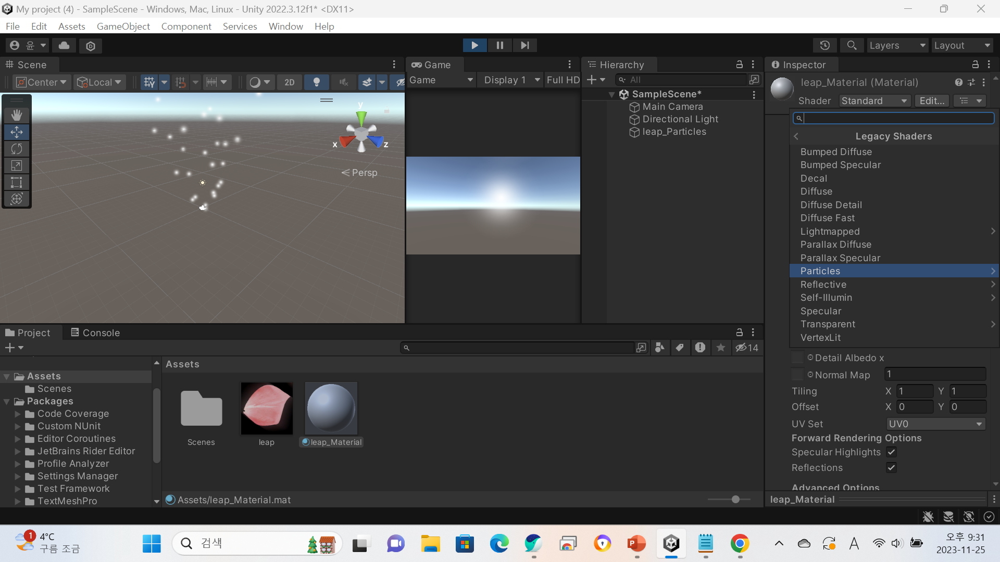 My project (4) - SampleScene - Windows, Mac, Linux - Unity 2022.3.12f1* <DX11>
File Edit Assets GameObject Component Services Window Help
윤 Layers Layout
Scene
Center Local 2D
y
x z
Persp
Game
Game Display 1 Full HD
Hierarchy
All
SampleScene*
Main Camera
Directional Light
leap_Particles
Inspector
leap_Material (Material)
Shader Standard Edit...
Legacy Shaders
Bumped Diffuse
Bumped Specular
Decal
Diffuse
Diffuse Detail
Diffuse Fast
Lightmapped
Parallax Diffuse
Parallax Specular
Particles
Reflective
Self-Illumin
Specular
Transparent
VertexLit
Detail Albedo x
Normal Map 1
Tiling X 1 Y 1
Offset X 0 Y 0
UV Set UV0
Forward Rendering Options
Specular Highlights
Reflections
Advanced Options
leap_Material
Project Console
14
Assets
Scenes
Packages
Code Coverage
Custom NUnit
Editor Coroutines
JetBrains Rider Editor
Profile Analyzer
Settings Manager
Test Framework
TextMeshPro
Assets
Scenes leap leap_Material
Assets/leap_Material.mat
1 4°C
구름 조금
검색
P
A
오후 9:31
2023-11-25